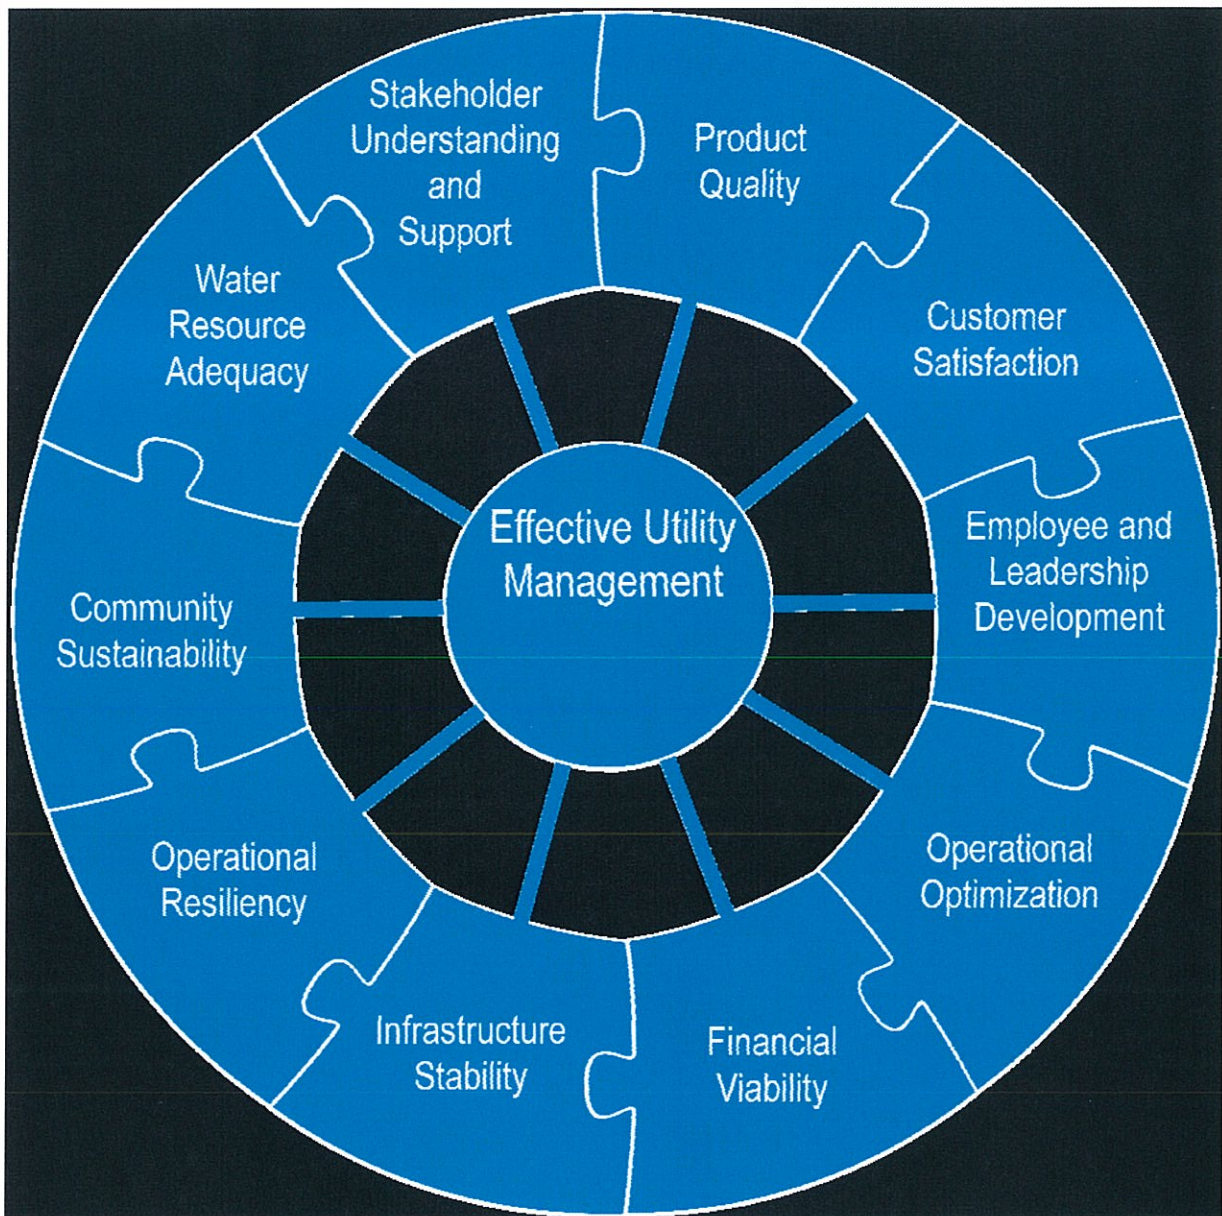 Stakeholder
Understanding
and
Support
Product
Quality
Customer
Satisfaction
Employee and
Leadership
Development
Operational
Optimization
Financial
Viability
Infrastructure
Stability
Operational
Resiliency
Community
Sustainability
Water
Resource
Adequacy
Effective Utility
Management